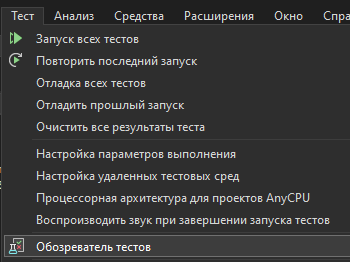 Тест Анализ Средства Расширения Окно
Запуск всех тестов
Повторить последний запуск
Отладка всех тестов
Отладить прошлый запуск
Очистить все результаты теста
Настройка параметров выполнения
Настройка удаленных тестовых сред
Процессорная архитектура для проектов AnyCPU
Воспроизводить звук при завершении запуска тестов
Обозреватель тестов